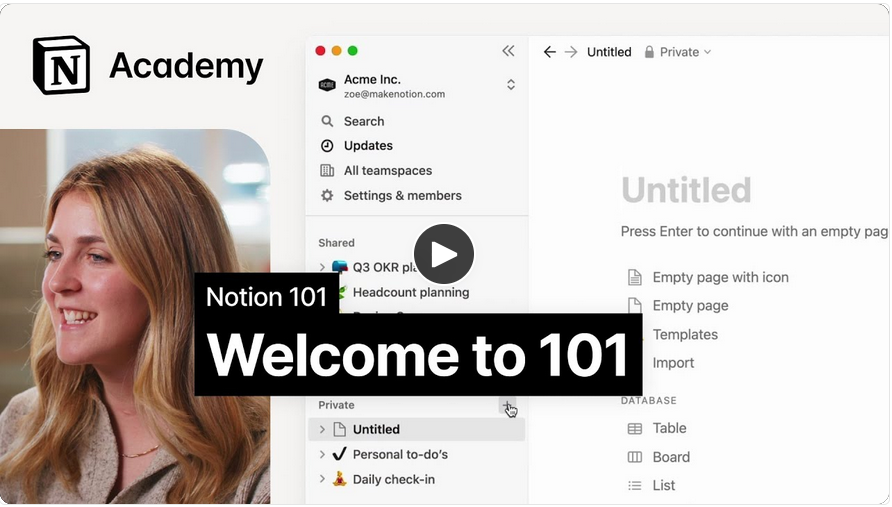 N Academy
Acme Inc.
zoe@makenotion.com
Search
Updates
All teamspaces
Settings & members
Shared
Q3 OKR
Headcount planning
Notion 101
Welcome to 101
Private
Untitled
Personal to-do's
Daily check-in
Untitled Private
Untitled
Press Enter to continue with an empty pag
Empty page with icon
Empty page
Templates
Import
DATABASE
Table
Board
List